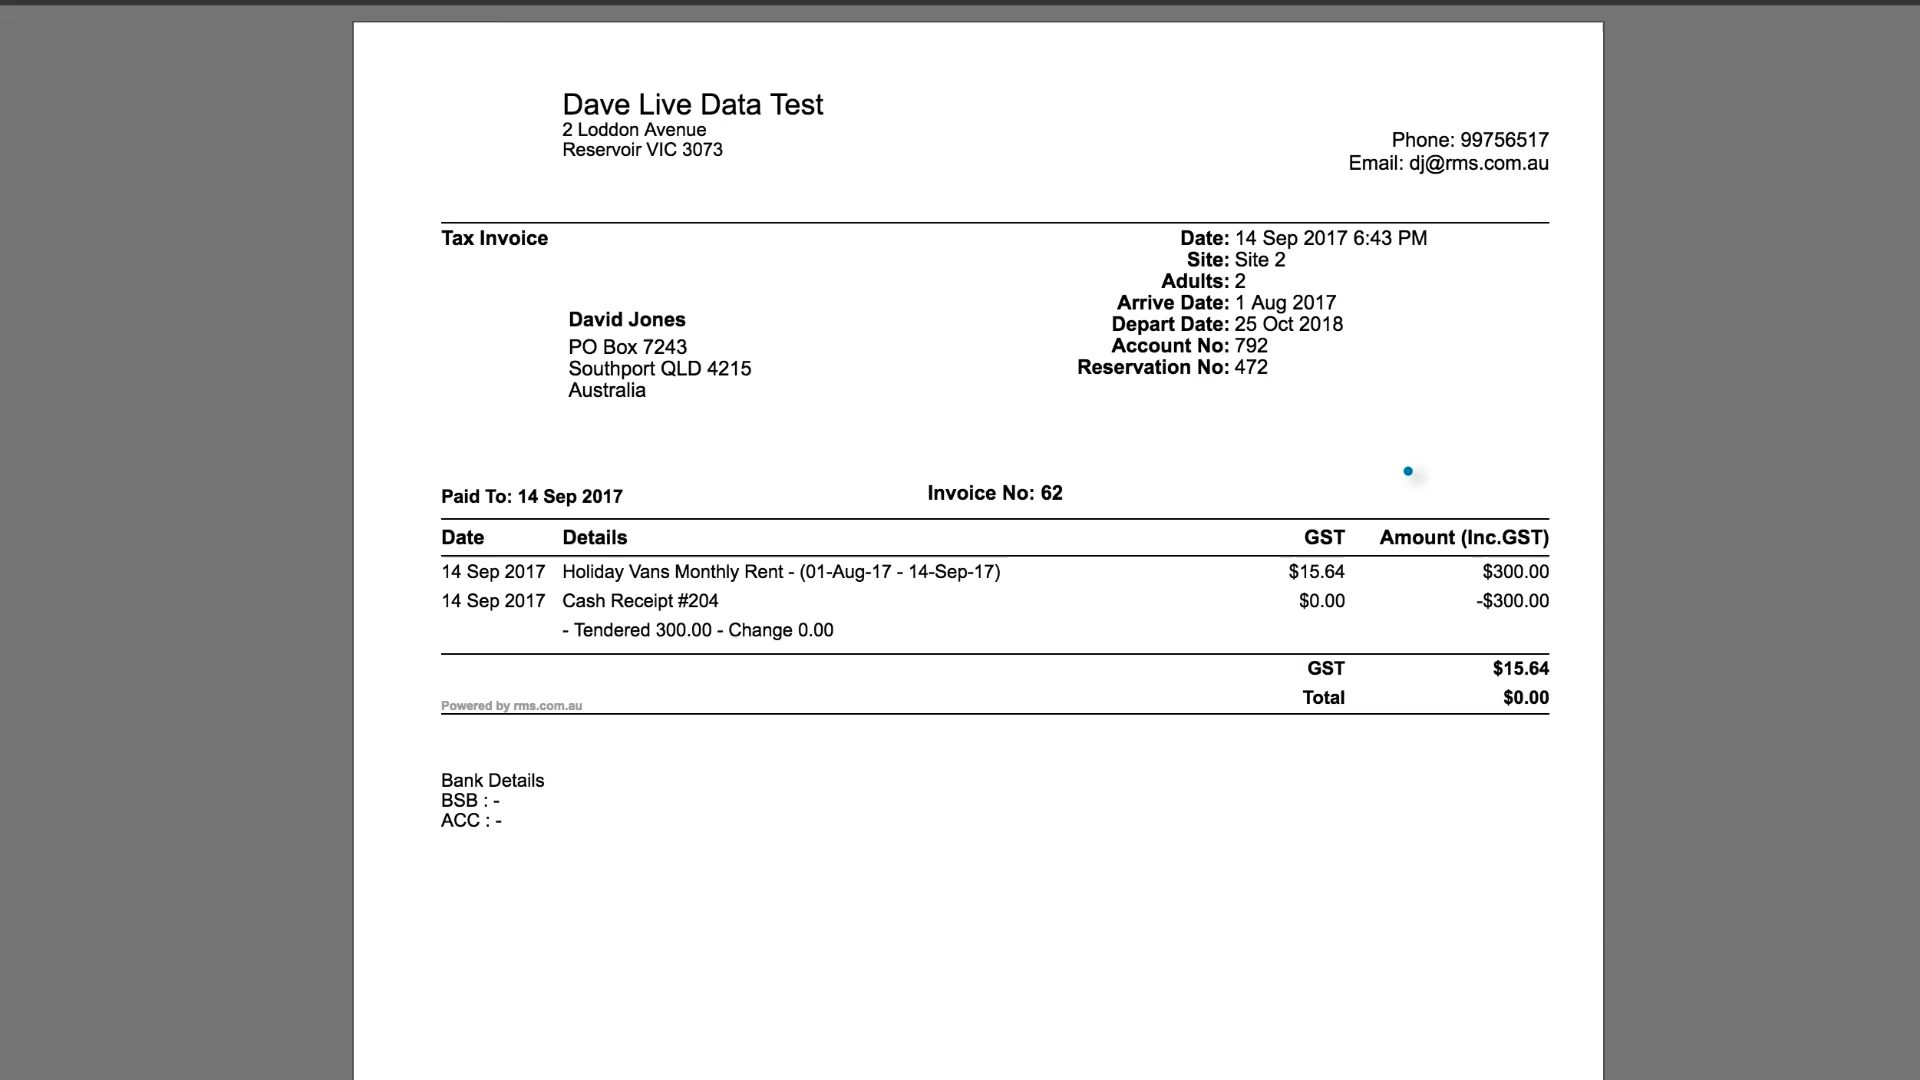 Dave Live Data Test
2 Loddon Avenue
Reservoir VIC 3073
Phone: 99756517
Email: dj@rms.com.au
Tax Invoice
Date: 14 Sep 2017 6:43 PM
Site: Site 2
Adults: 2
Arrive Date: 1 Aug 2017
Depart Date: 25 Oct 2018
Account No: 792
Reservation No: 472
David Jones
PO Box 7243
Southport QLD 4215
Australia
Paid To: 14 Sep 2017 Invoice No: 62
Date Details GST Amount (Inc.GST)
14 Sep 2017 Holiday Vans Monthly Rent - (01-Aug-17 - 14-Sep-17) $15.64 $300.00
14 Sep 2017 Cash Receipt #204 $0.00 -$300.00
- Tendered 300.00 - Change 0.00
GST $15.64
Total $0.00
Powered by rms.com.au
Bank Details
BSB : -
ACC : -